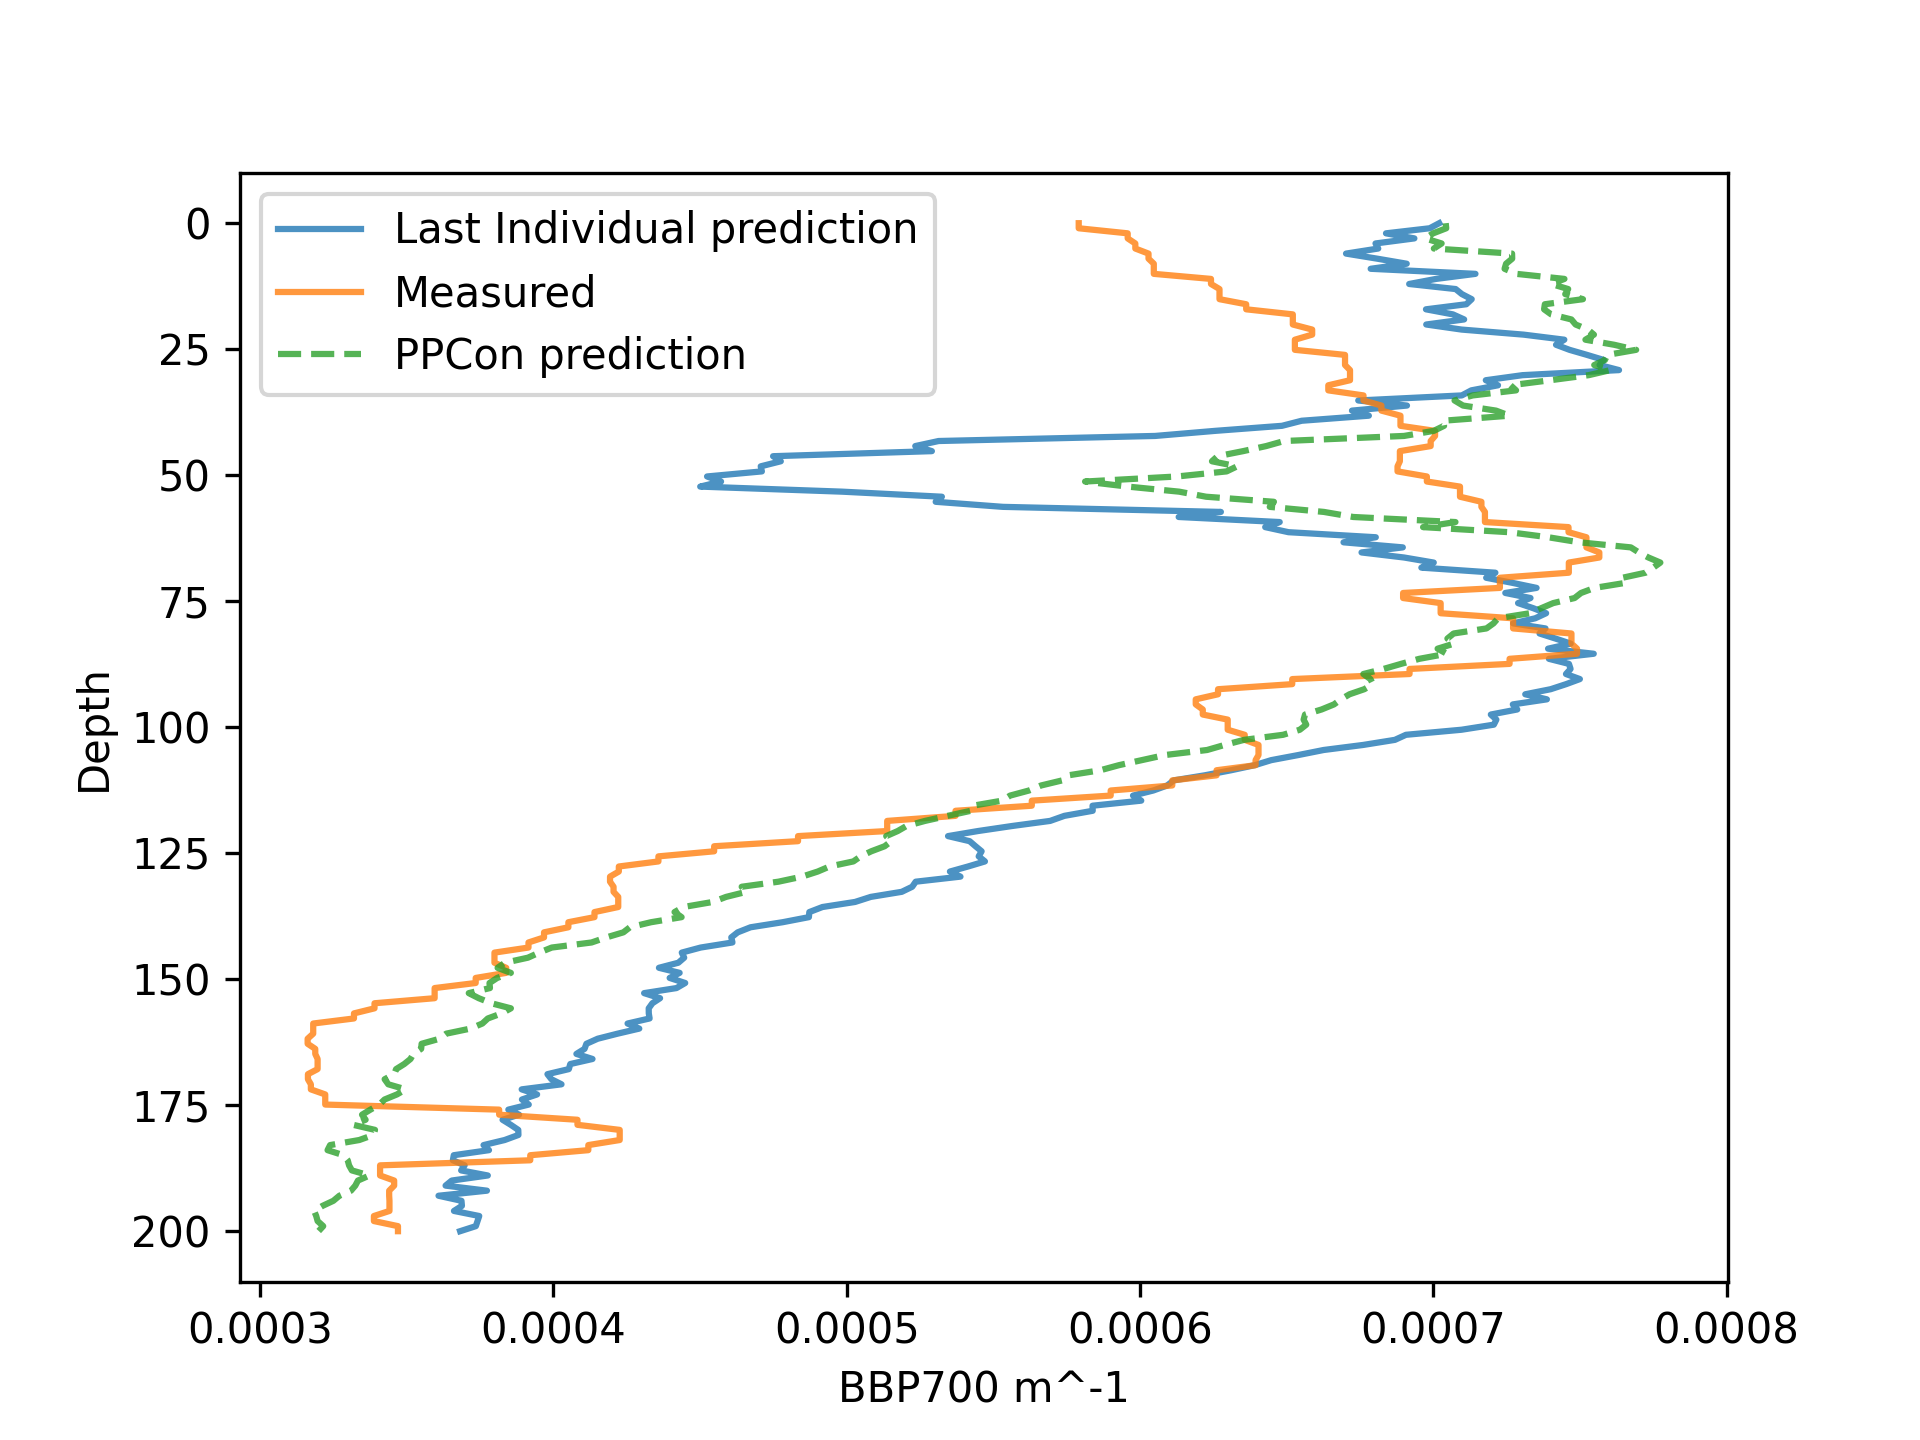 Last Individual prediction
Measured
PPCon prediction
0
25
50
75
100
125
150
175
200
Depth
0.0003 0.0004 0.0005 0.0006 0.0007 0.0008
BBP700 m^-1